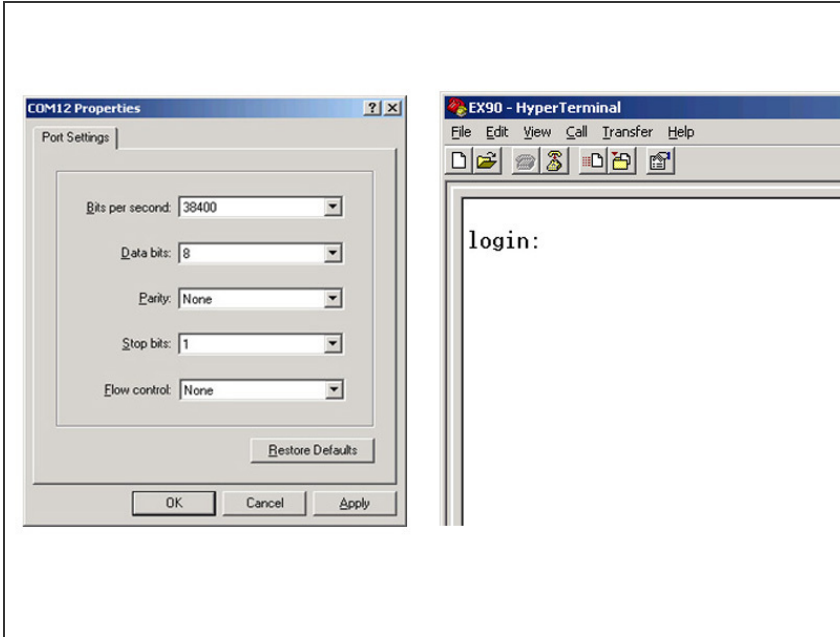 COM12 Properties
Port Settings
Bits per second: 38400
Data bits: 8
Parity: None
Stop bits: 1
Flow control: None
Restore Defaults
OK Cancel Apply
EX90 - HyperTerminal
File Edit View Call Transfer Help
login: